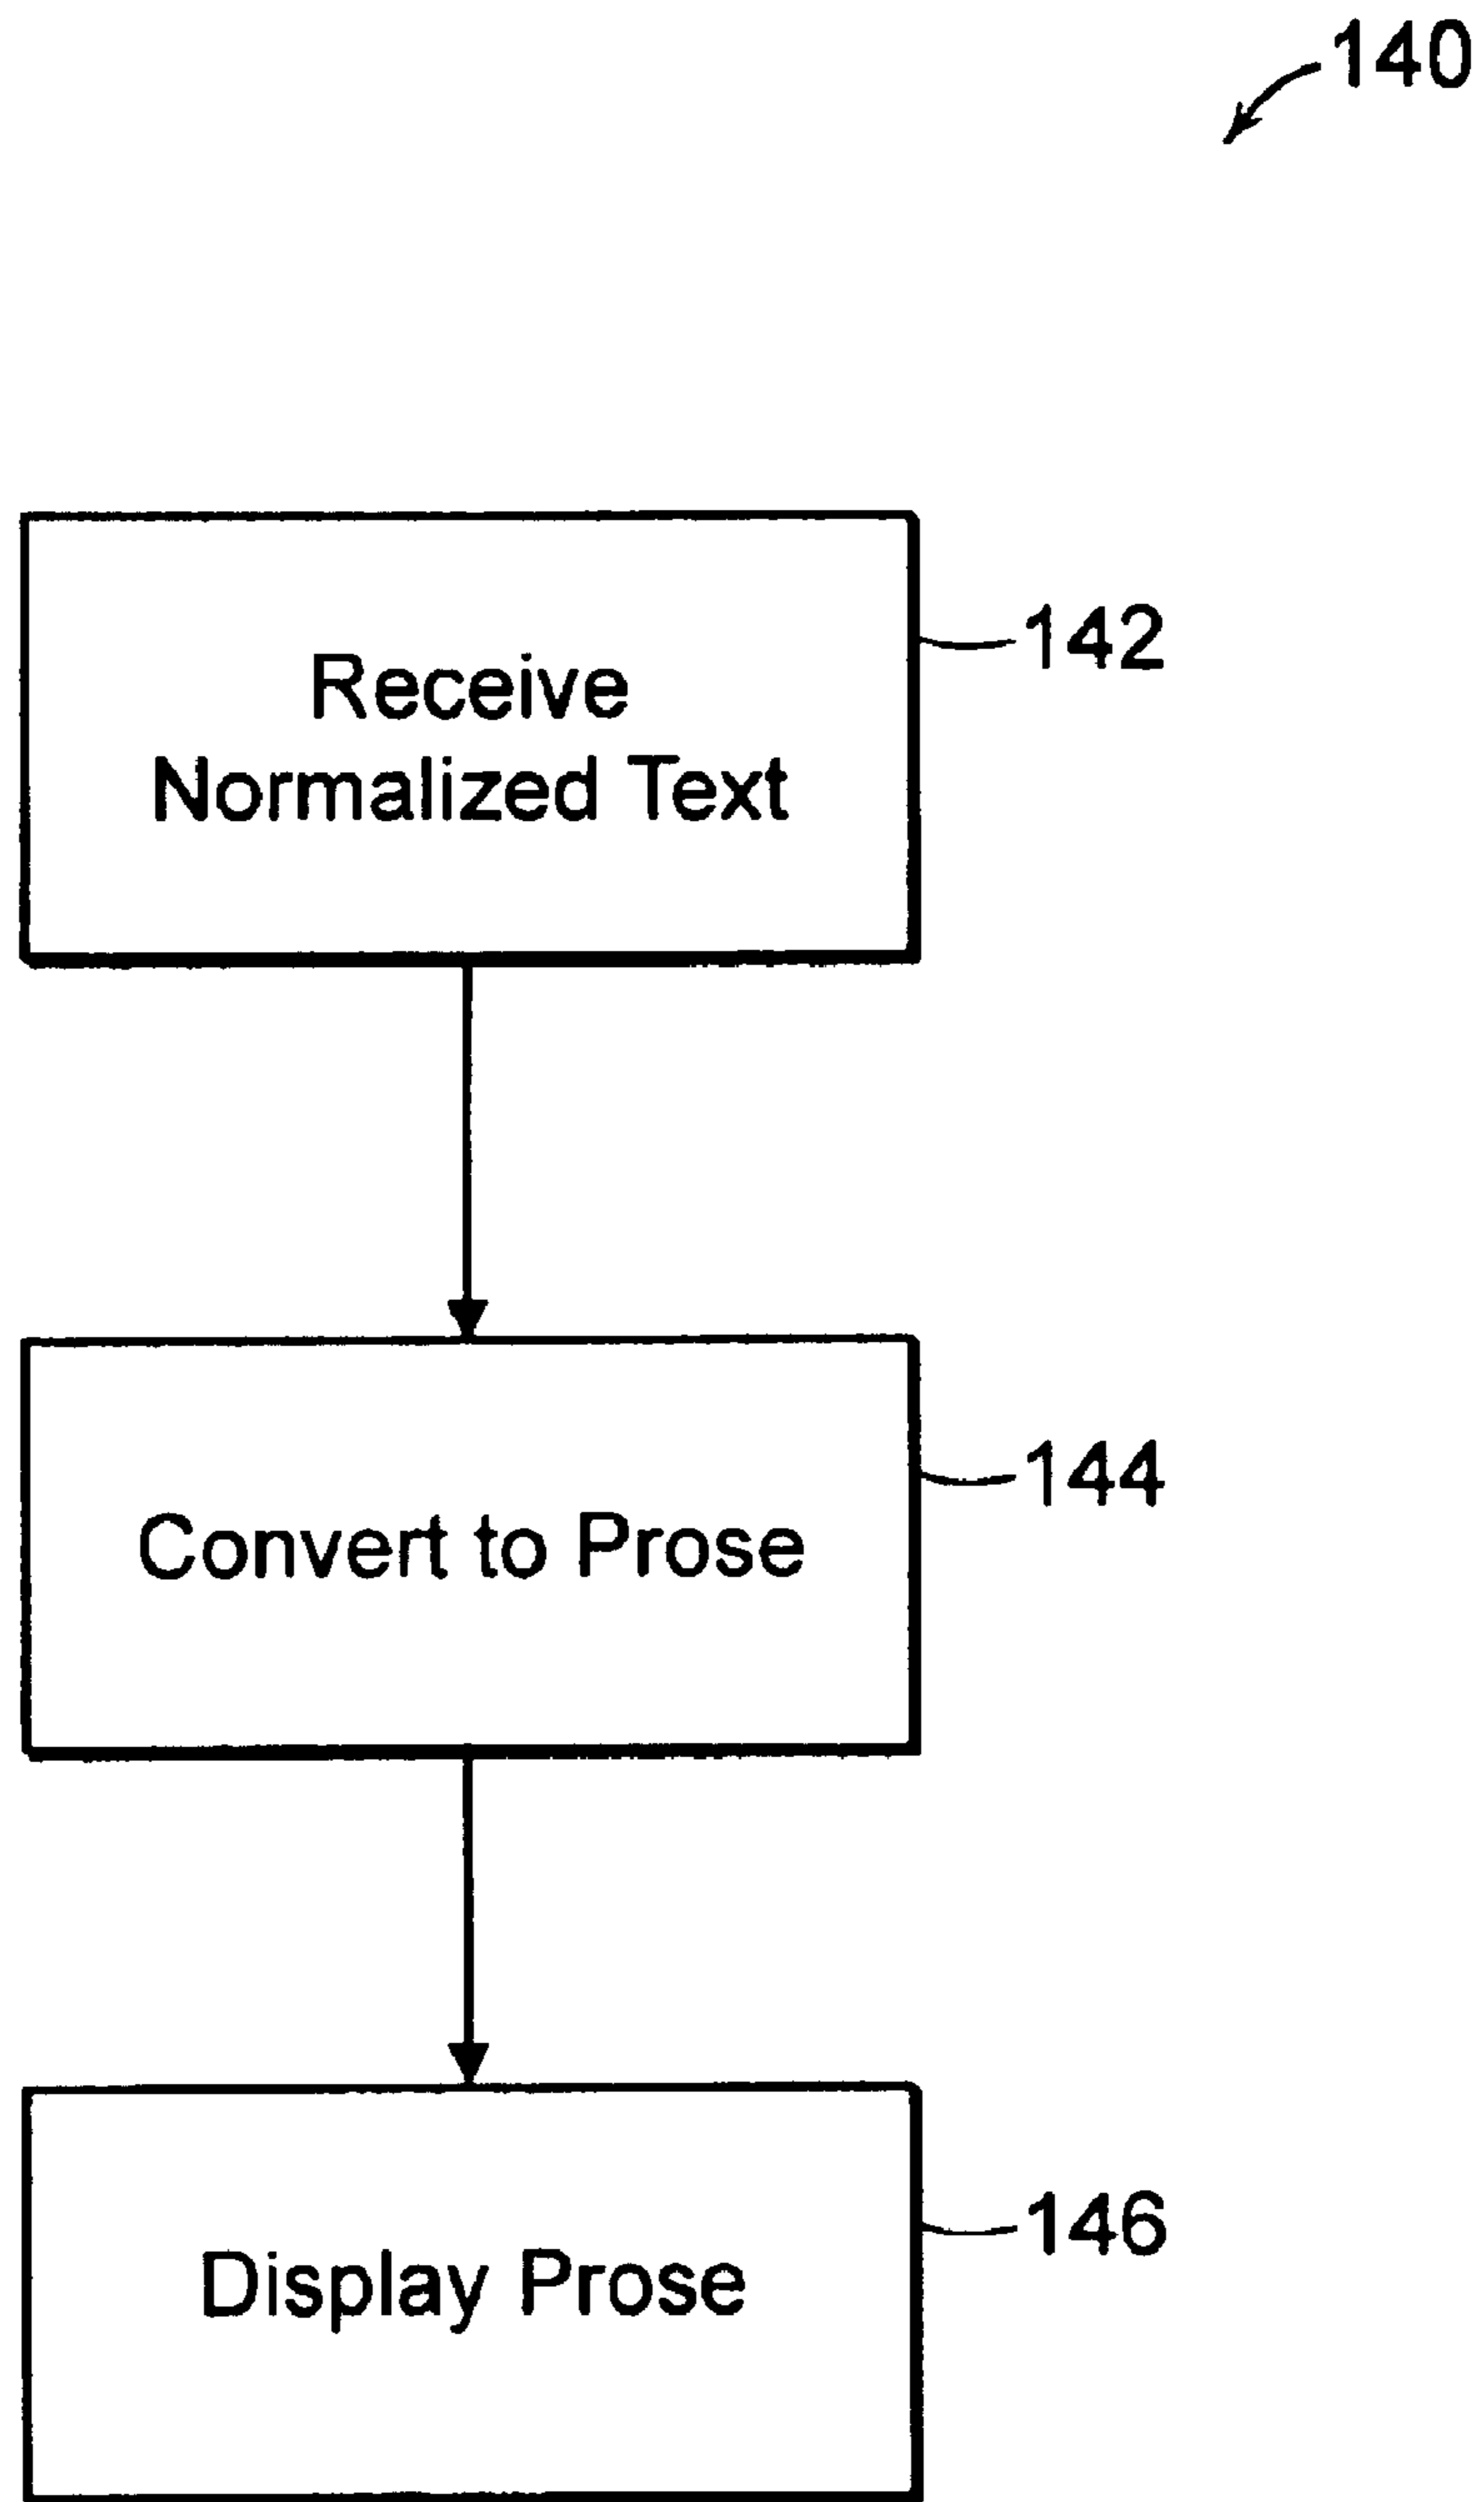 140
142
Receive
Normalized Text
144
Convert to Prose
146
Display Prose